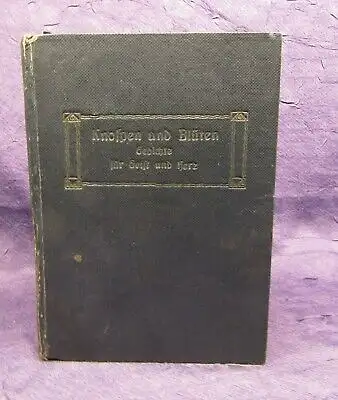 Knoſpen und Blüten
Gedichte
für Geiſt und Herz